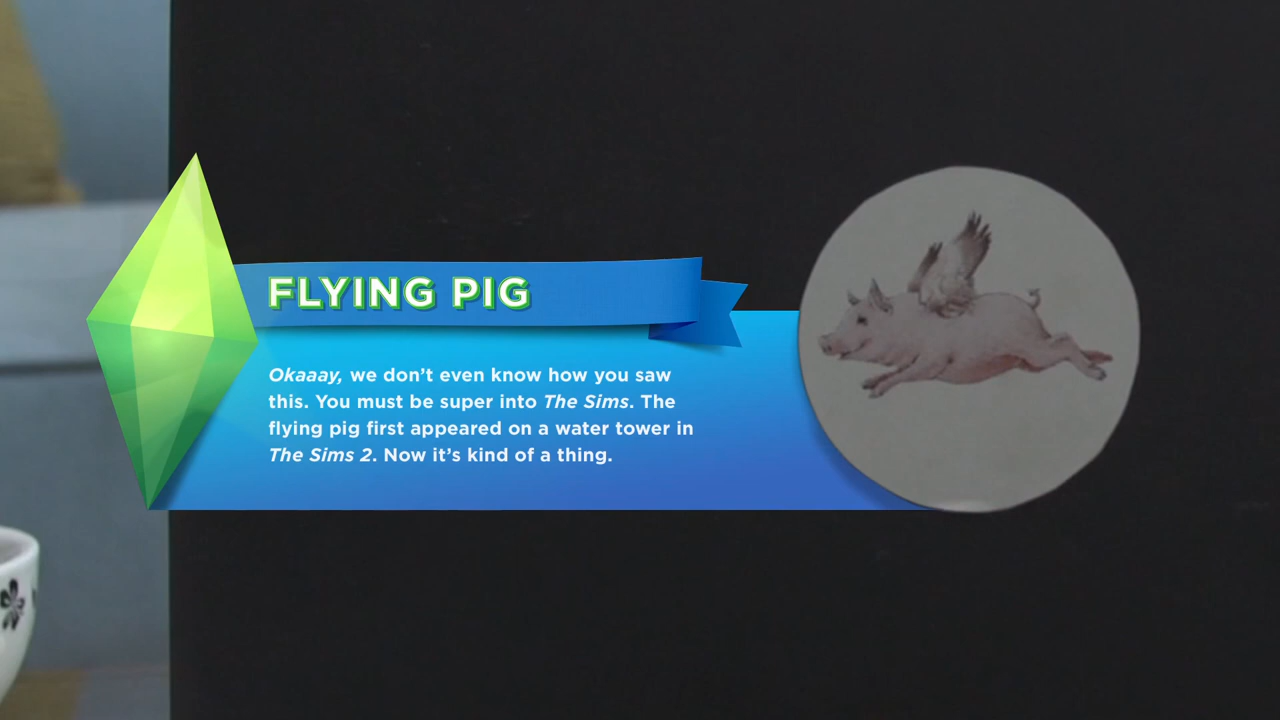 FLYING PIG
Okaaay, we don’t even know how you saw
this. You must be super into The Sims. The
flying pig first appeared on a water tower in
The Sims 2. Now it’s kind of a thing.